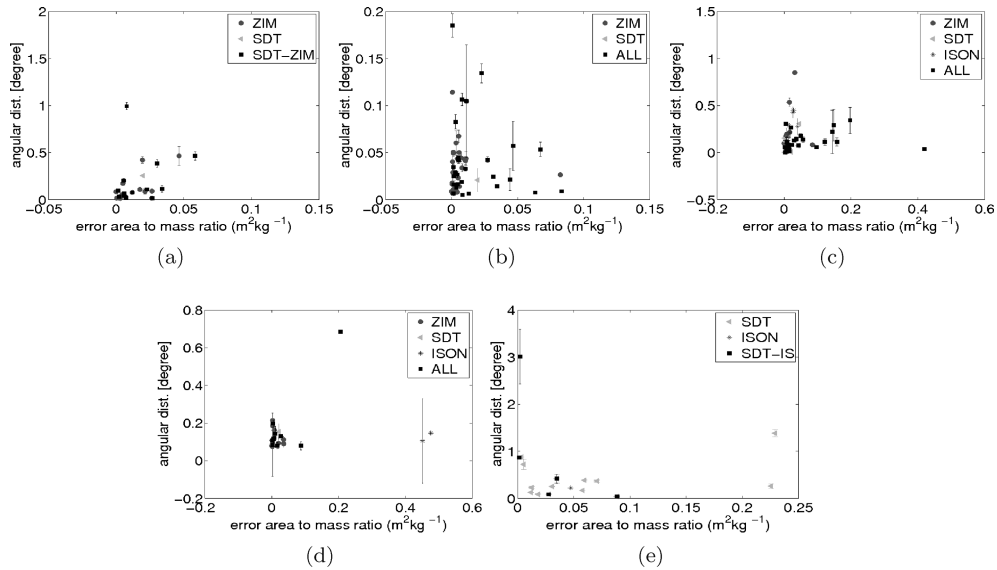 2
1.5
1
0.5
0
−0.05
0
0.05
0.1
0.15
angular dist. [degree]
error area to mass ratio (m²kg⁻¹)
ZIM
SDT
SDT−ZIM
(a)
0.2
0.15
0.1
0.05
0
−0.05
0
0.05
0.1
0.15
angular dist. [degree]
error area to mass ratio (m²kg⁻¹)
ZIM
SDT
ALL
(b)
1.5
1
0.5
0
−0.5
−0.2
0
0.2
0.4
0.6
angular dist. [degree]
error area to mass ratio (m²kg⁻¹)
ZIM
SDT
ISON
ALL
(c)
0.8
0.6
0.4
0.2
0
−0.2
−0.2
0
0.2
0.4
0.6
angular dist. [degree]
error area to mass ratio (m²kg⁻¹)
ZIM
SDT
ISON
ALL
(d)
4
3
2
1
0
0
0.05
0.1
0.15
0.2
0.25
angular dist. [degree]
error area to mass ratio (m²kg⁻¹)
SDT
ISON
SDT−IS
(e)